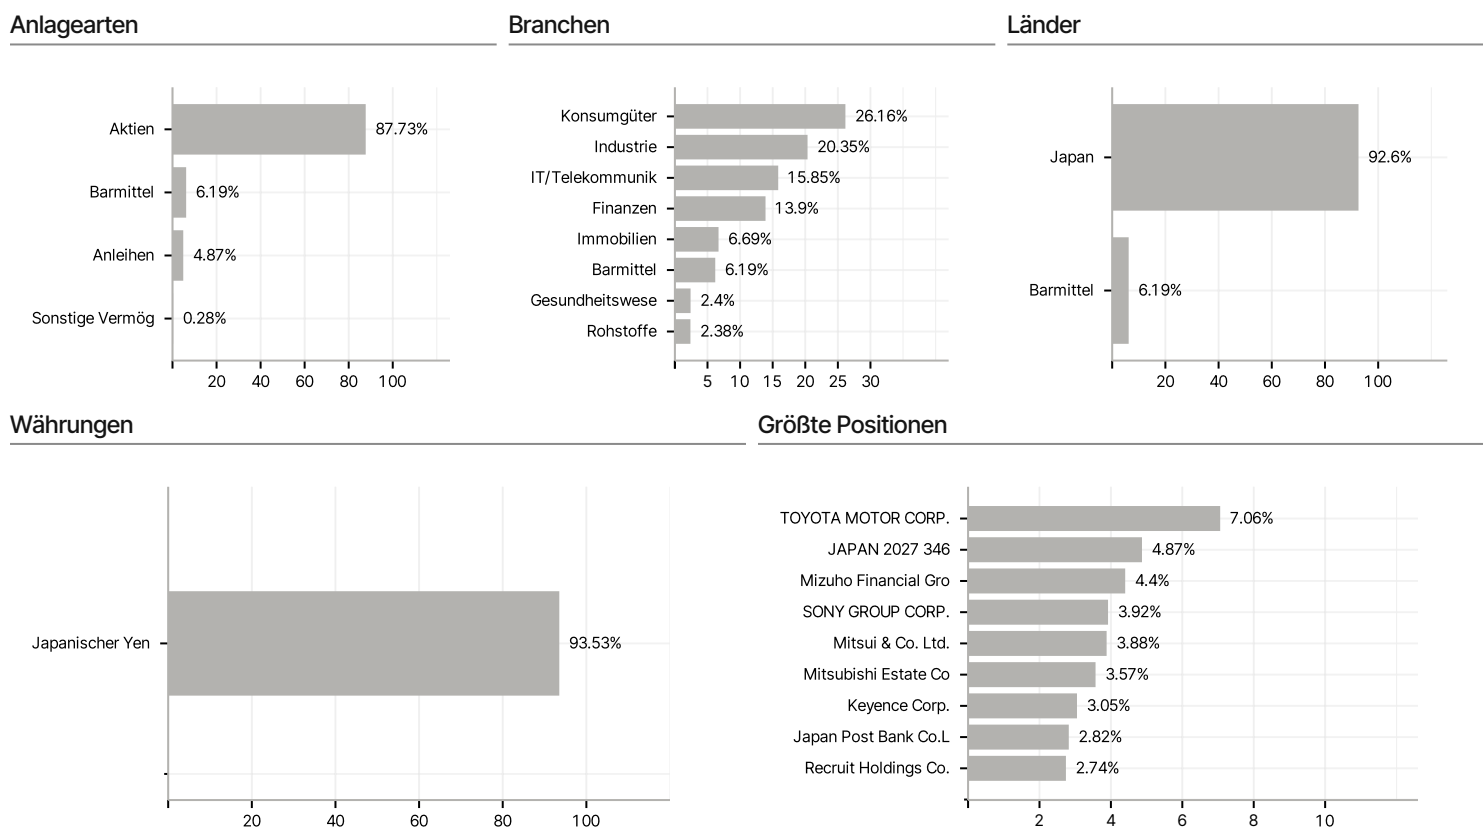 Anlagearten
Aktien 87.73%
Barmittel 6.19%
Anleihen 4.87%
Sonstige Vermög 0.28%
20 40 60 80 100
Branchen
Konsumgüter 26.16%
Industrie 20.35%
IT/Telekommunik 15.85%
Finanzen 13.9%
Immobilien 6.69%
Barmittel 6.19%
Gesundheitswese 2.4%
Rohstoffe 2.38%
5 10 15 20 25 30
Länder
Japan 92.6%
Barmittel 6.19%
20 40 60 80 100
Währungen
Japanischer Yen 93.53%
20 40 60 80 100
Größte Positionen
TOYOTA MOTOR CORP. 7.06%
JAPAN 2027 346 4.87%
Mizuho Financial Gro 4.4%
SONY GROUP CORP. 3.92%
Mitsui & Co. Ltd. 3.88%
Mitsubishi Estate Co 3.57%
Keyence Corp. 3.05%
Japan Post Bank Co.L 2.82%
Recruit Holdings Co. 2.74%
2 4 6 8 10